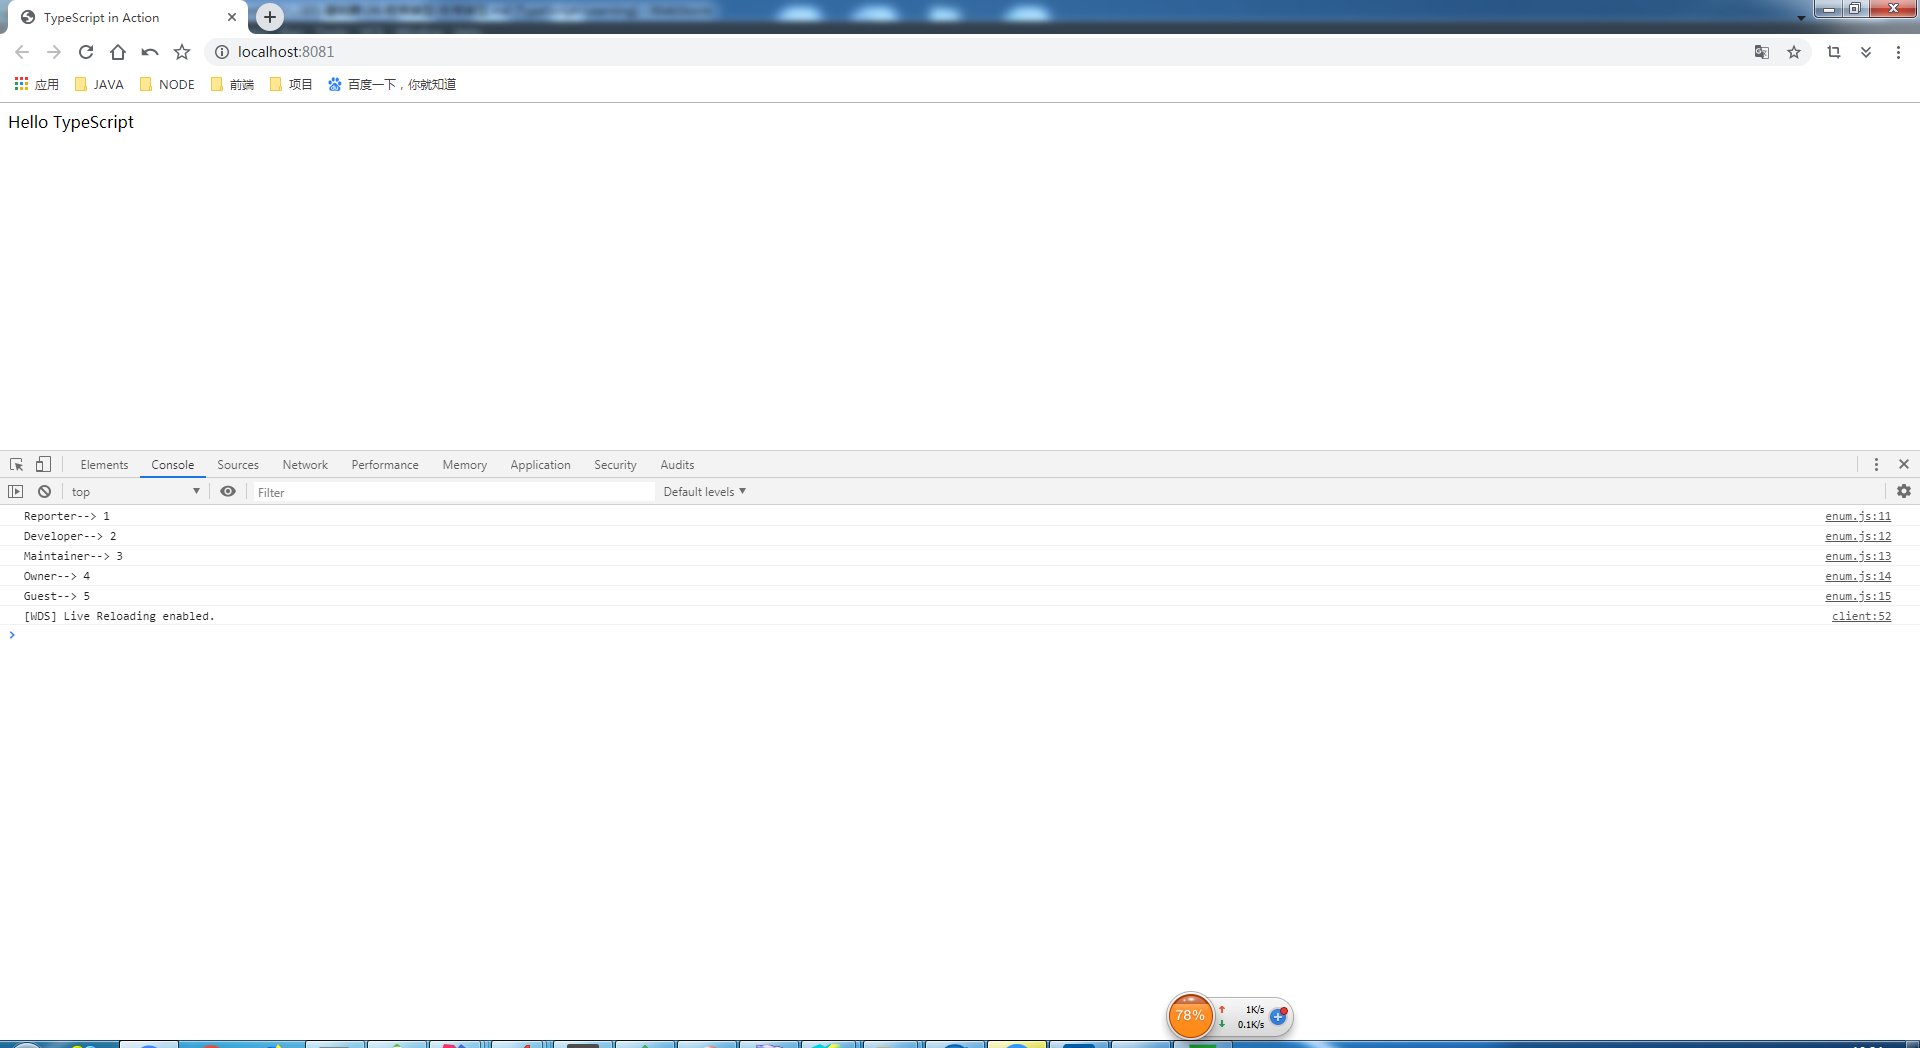 TypeScript in Action
localhost:8081
应用 JAVA NODE 前端 项目 百度一下，你就知道
Hello TypeScript
Elements Console Sources Network Performance Memory Application Security Audits
top Filter Default levels
Reporter--> 1 enum.js:11
Developer--> 2 enum.js:12
Maintainer--> 3 enum.js:13
Owner--> 4 enum.js:14
Guest--> 5 enum.js:15
[WDS] Live Reloading enabled. client:52
78% 1K/s
0.1K/s